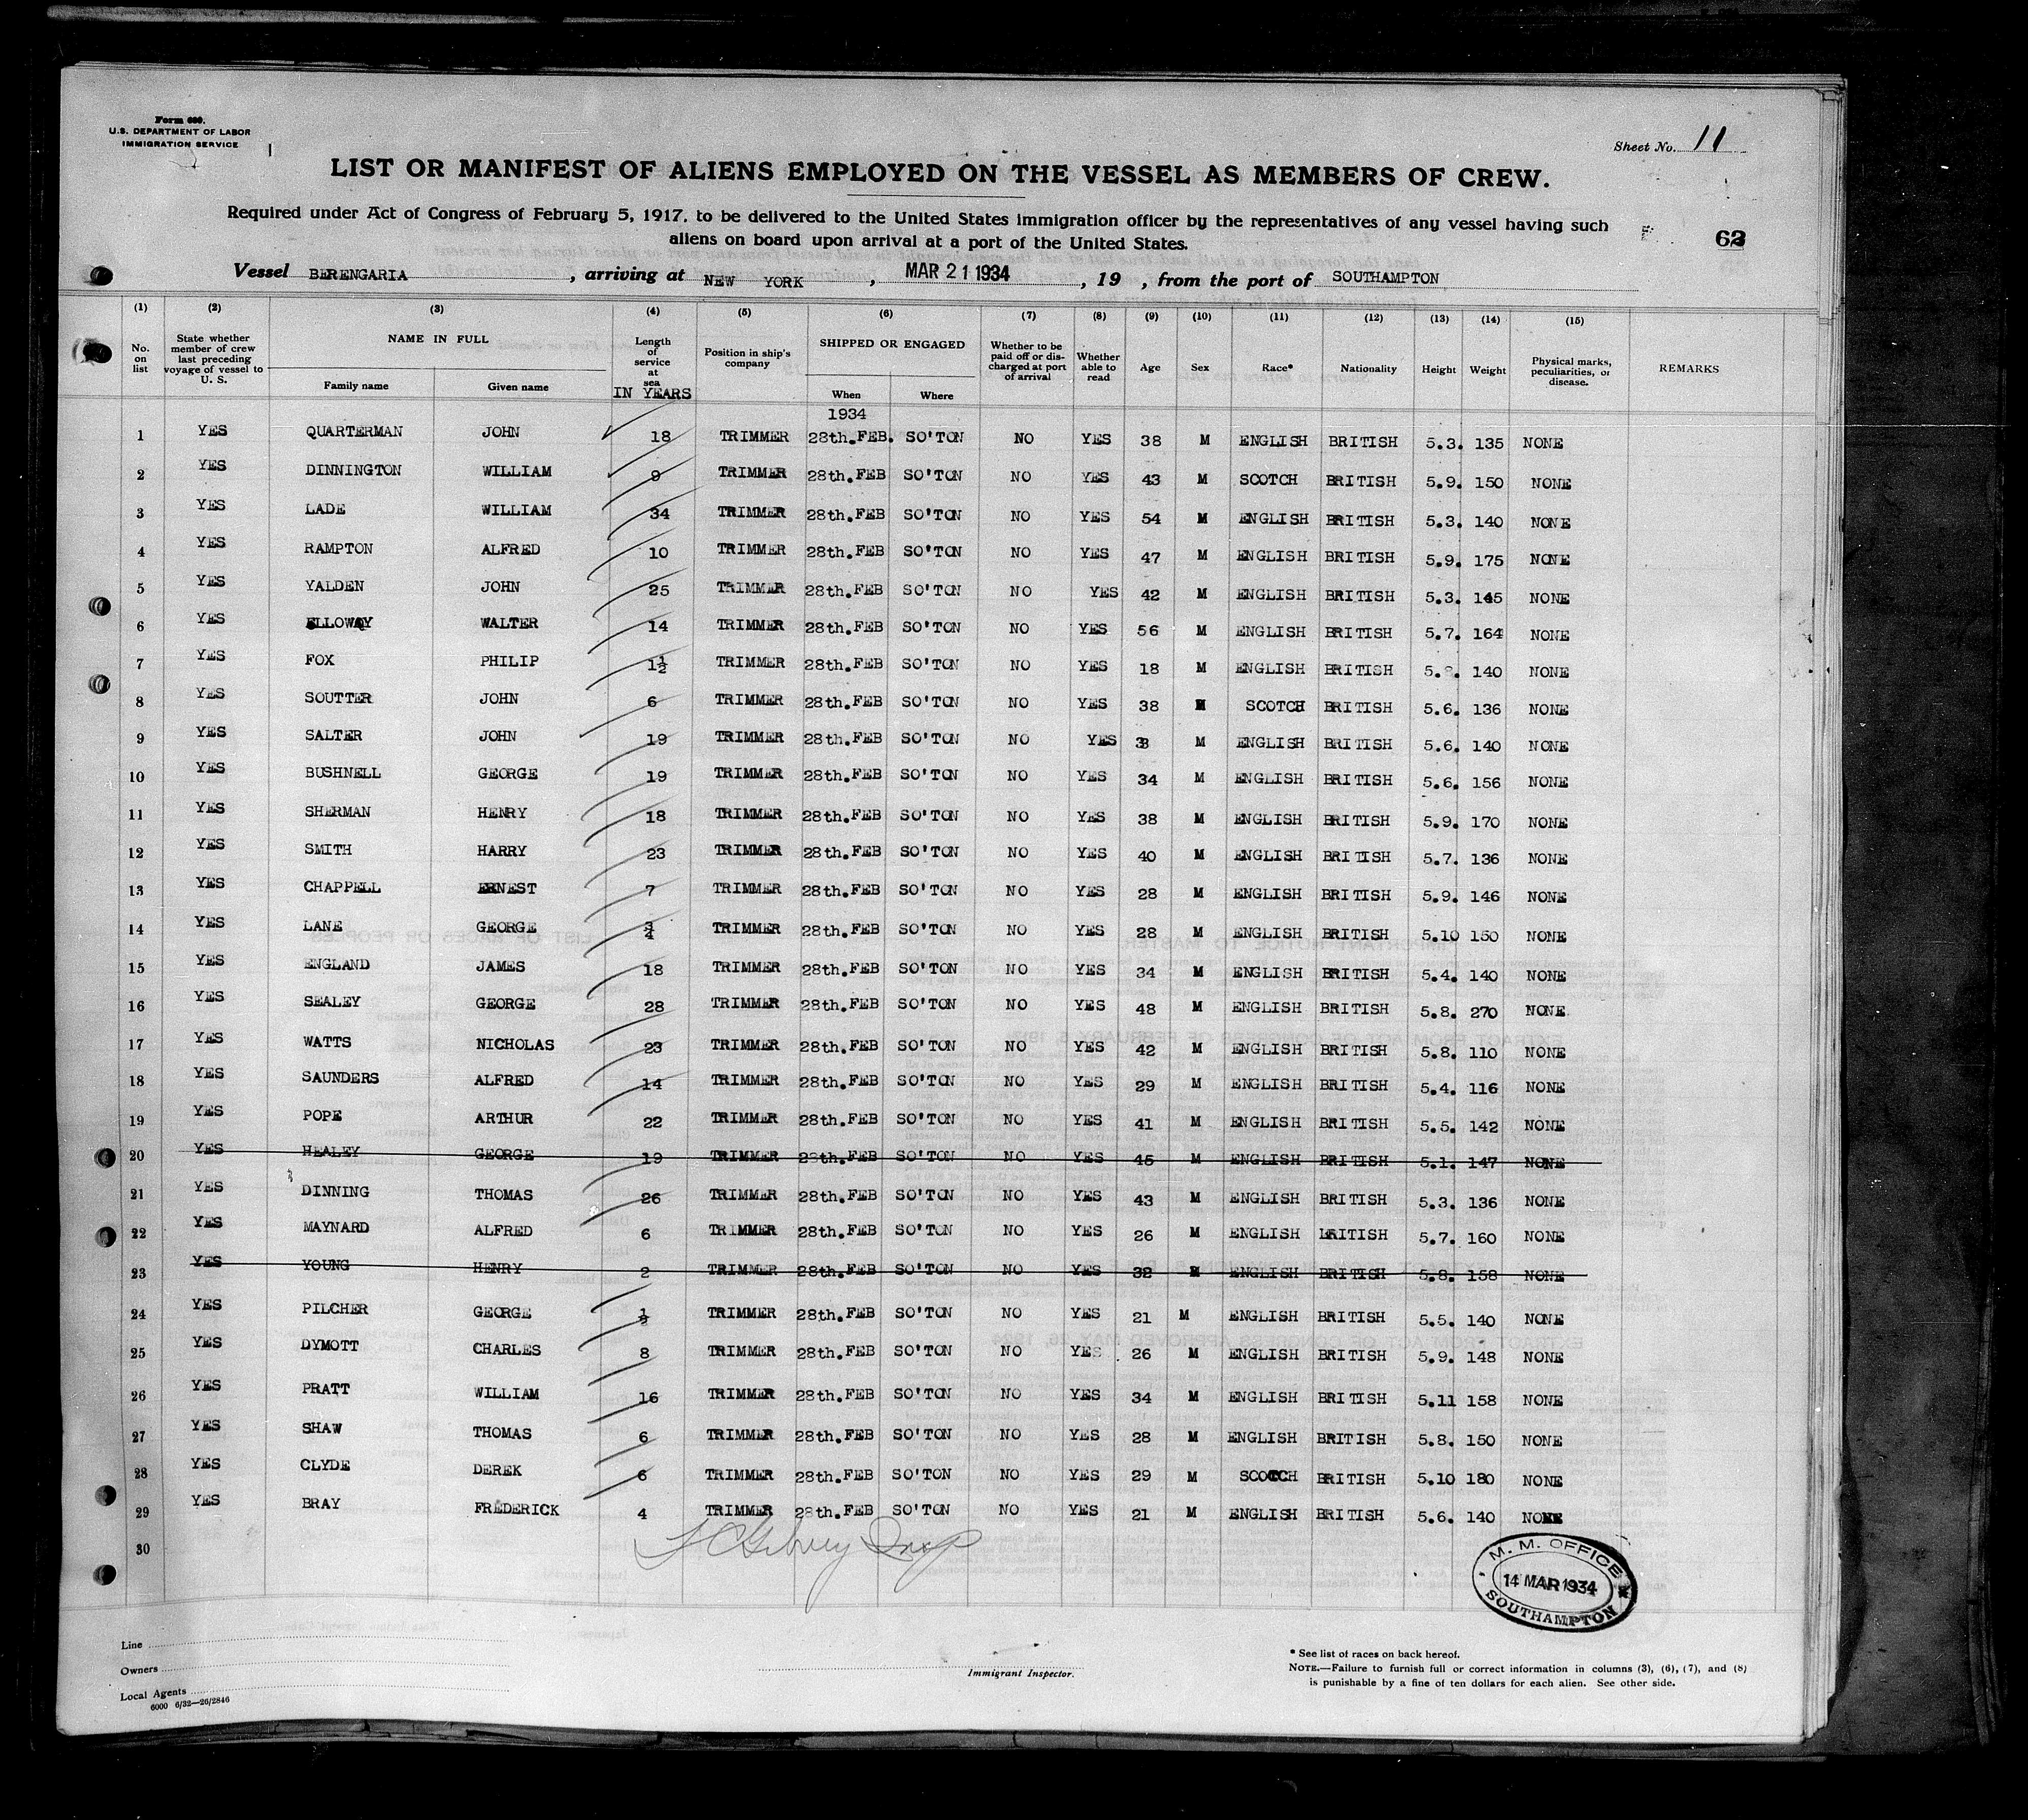 Form 689.
U.S. DEPARTMENT OF LABOR
IMMIGRATION SERVICE
Sheet No. 11
LIST OR MANIFEST OF ALIENS EMPLOYED ON THE VESSEL AS MEMBERS OF CREW.
Required under Act of Congress of February 5, 1917, to be delivered to the United States immigration officer by the representatives of any vessel having such
aliens on board upon arrival at a port of the United States.
62
Vessel BERENGARIA, arriving at NEW YORK, MAR 21 1934, 19 , from the port of SOUTHAMPTON
(1) (2) (3) (4) (5) (6) (7) (8) (9) (10) (11) (12) (13) (14) (15)
No. on list State whether member of crew last preceding voyage of vessel to U. S. NAME IN FULL Family name Given name Length of service at sea IN YEARS Position in ship's company SHIPPED OR ENGAGED When Where Whether to be paid off or discharged at port of arrival Whether able to read Age Sex Race* Nationality Height Weight Physical marks, peculiarities, or disease. REMARKS
1934
1 YES QUARTERMAN JOHN 18 TRIMMER 28th.FEB. SO'TON NO YES 38 M ENGLISH BRITISH 5.3. 135 NONE
2 YES DINNINGTON WILLIAM 9 TRIMMER 28th.FEB SO'TON NO YES 43 M SCOTCH BRITISH 5.9. 150 NONE
3 YES LADE WILLIAM 34 TRIMMER 28th.FEB SO'TON NO YES 54 M ENGLISH BRITISH 5.3. 140 NONE
4 YES RAMPTON ALFRED 10 TRIMMER 28th.FEB SO'TON NO YES 47 M ENGLISH BRITISH 5.9. 175 NONE
5 YES YALDEN JOHN 25 TRIMMER 28th.FEB SO'TON NO YES 42 M ENGLISH BRITISH 5.3. 145 NONE
6 YES ELLOWAY WALTER 14 TRIMMER 28th.FEB SO'TON NO YES 56 M ENGLISH BRITISH 5.7. 164 NONE
7 YES FOX PHILIP 1½ TRIMMER 28th.FEB SO'TON NO YES 18 M ENGLISH BRITISH 5.8. 140 NONE
8 YES SOUTTER JOHN 6 TRIMMER 28th.FEB SO'TON NO YES 38 M SCOTCH BRITISH 5.6. 136 NONE
9 YES SALTER JOHN 19 TRIMMER 28th.FEB SO'TON NO YES M ENGLISH BRITISH 5.6. 140 NONE
10 YES BUSHNELL GEORGE 19 TRIMMER 28th.FEB SO'TON NO YES 34 M ENGLISH BRITISH 5.6. 156 NONE
11 YES SHERMAN HENRY 18 TRIMMER 28th.FEB SO'TON NO YES 38 M ENGLISH BRITISH 5.9. 170 NONE
12 YES SMITH HARRY 23 TRIMMER 28th.FEB SO'TON NO YES 40 M ENGLISH BRITISH 5.7. 136 NONE
13 YES CHAPPELL ERNEST 7 TRIMMER 28th.FEB SO'TON NO YES 28 M ENGLISH BRITISH 5.9. 146 NONE
14 YES LANE GEORGE ¾ TRIMMER 28th.FEB SO'TON NO YES 28 M ENGLISH BRITISH 5.10 150 NONE
15 YES ENGLAND JAMES 18 TRIMMER 28th.FEB SO'TON NO YES 34 M ENGLISH BRITISH 5.4. 140 NONE
16 YES SEALEY GEORGE 28 TRIMMER 28th.FEB SO'TON NO YES 48 M ENGLISH BRITISH 5.8. 270 NONE
17 YES WATTS NICHOLAS 23 TRIMMER 28th.FEB SO'TON NO YES 42 M ENGLISH BRITISH 5.8. 110 NONE
18 YES SAUNDERS ALFRED 14 TRIMMER 28th.FEB SO'TON NO YES 29 M ENGLISH BRITISH 5.4. 116 NONE
19 YES POPE ARTHUR 22 TRIMMER 28th.FEB SO'TON NO YES 41 M ENGLISH BRITISH 5.5. 142 NONE
20 YES HEALEY GEORGE 19 TRIMMER 28th.FEB SO'TON NO YES 45 M ENGLISH BRITISH 5.1. 147 NONE
21 YES DINNING THOMAS 26 TRIMMER 28th.FEB SO'TON NO YES 43 M ENGLISH BRITISH 5.3. 136 NONE
22 YES MAYNARD ALFRED 6 TRIMMER 28th.FEB SO'TON NO YES 26 M ENGLISH BRITISH 5.7. 160 NONE
23 YES YOUNG HENRY 2 TRIMMER 28th.FEB SO'TON NO YES 32 M ENGLISH BRITISH 5.8. 158 NONE
24 YES PILCHER GEORGE TRIMMER 28th.FEB SO'TON NO YES 21 M ENGLISH BRITISH 5.5. 140 NONE
25 YES DYMOTT CHARLES 8 TRIMMER 28th.FEB SO'TON NO YES 26 M ENGLISH BRITISH 5.9. 148 NONE
26 YES PRATT WILLIAM 16 TRIMMER 28th.FEB SO'TON NO YES 34 M ENGLISH BRITISH 5.11 158 NONE
27 YES SHAW THOMAS 6 TRIMMER 28th.FEB SO'TON NO YES 28 M ENGLISH BRITISH 5.8. 150 NONE
28 YES CLYDE DEREK 6 TRIMMER 28th.FEB SO'TON NO YES 29 M SCOTCH BRITISH 5.10 180 NONE
29 YES BRAY FREDERICK 4 TRIMMER 28th.FEB SO'TON NO YES 21 M ENGLISH BRITISH 5.6. 140 NONE
30
M. M. OFFICE
14 MAR 1934
SOUTHAMPTON
Line
Owners
Local Agents
6000 6/32—26/2846
Immigrant Inspector.
* See list of races on back hereof.
NOTE.—Failure to furnish full or correct information in columns (3), (6), (7), and (8)
is punishable by a fine of ten dollars for each alien. See other side.